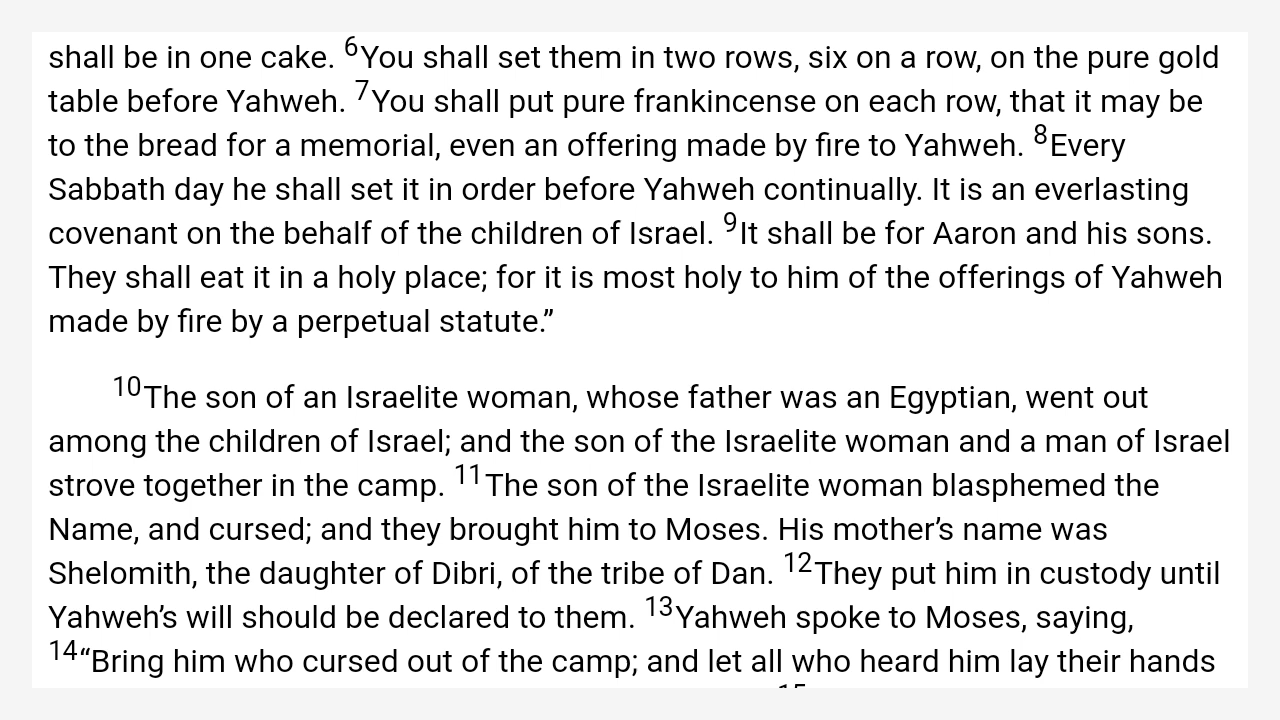 shall be in one cake. 6You shall set them in two rows, six on a row, on the pure gold
table before Yahweh. 7You shall put pure frankincense on each row, that it may be
to the bread for a memorial, even an offering made by fire to Yahweh. 8Every
Sabbath day he shall set it in order before Yahweh continually. It is an everlasting
covenant on the behalf of the children of Israel. 9It shall be for Aaron and his sons.
They shall eat it in a holy place; for it is most holy to him of the offerings of Yahweh
made by fire by a perpetual statute.”
10The son of an Israelite woman, whose father was an Egyptian, went out
among the children of Israel; and the son of the Israelite woman and a man of Israel
strove together in the camp. 11The son of the Israelite woman blasphemed the
Name, and cursed; and they brought him to Moses. His mother’s name was
Shelomith, the daughter of Dibri, of the tribe of Dan. 12They put him in custody until
Yahweh’s will should be declared to them. 13Yahweh spoke to Moses, saying,
14“Bring him who cursed out of the camp; and let all who heard him lay their hands